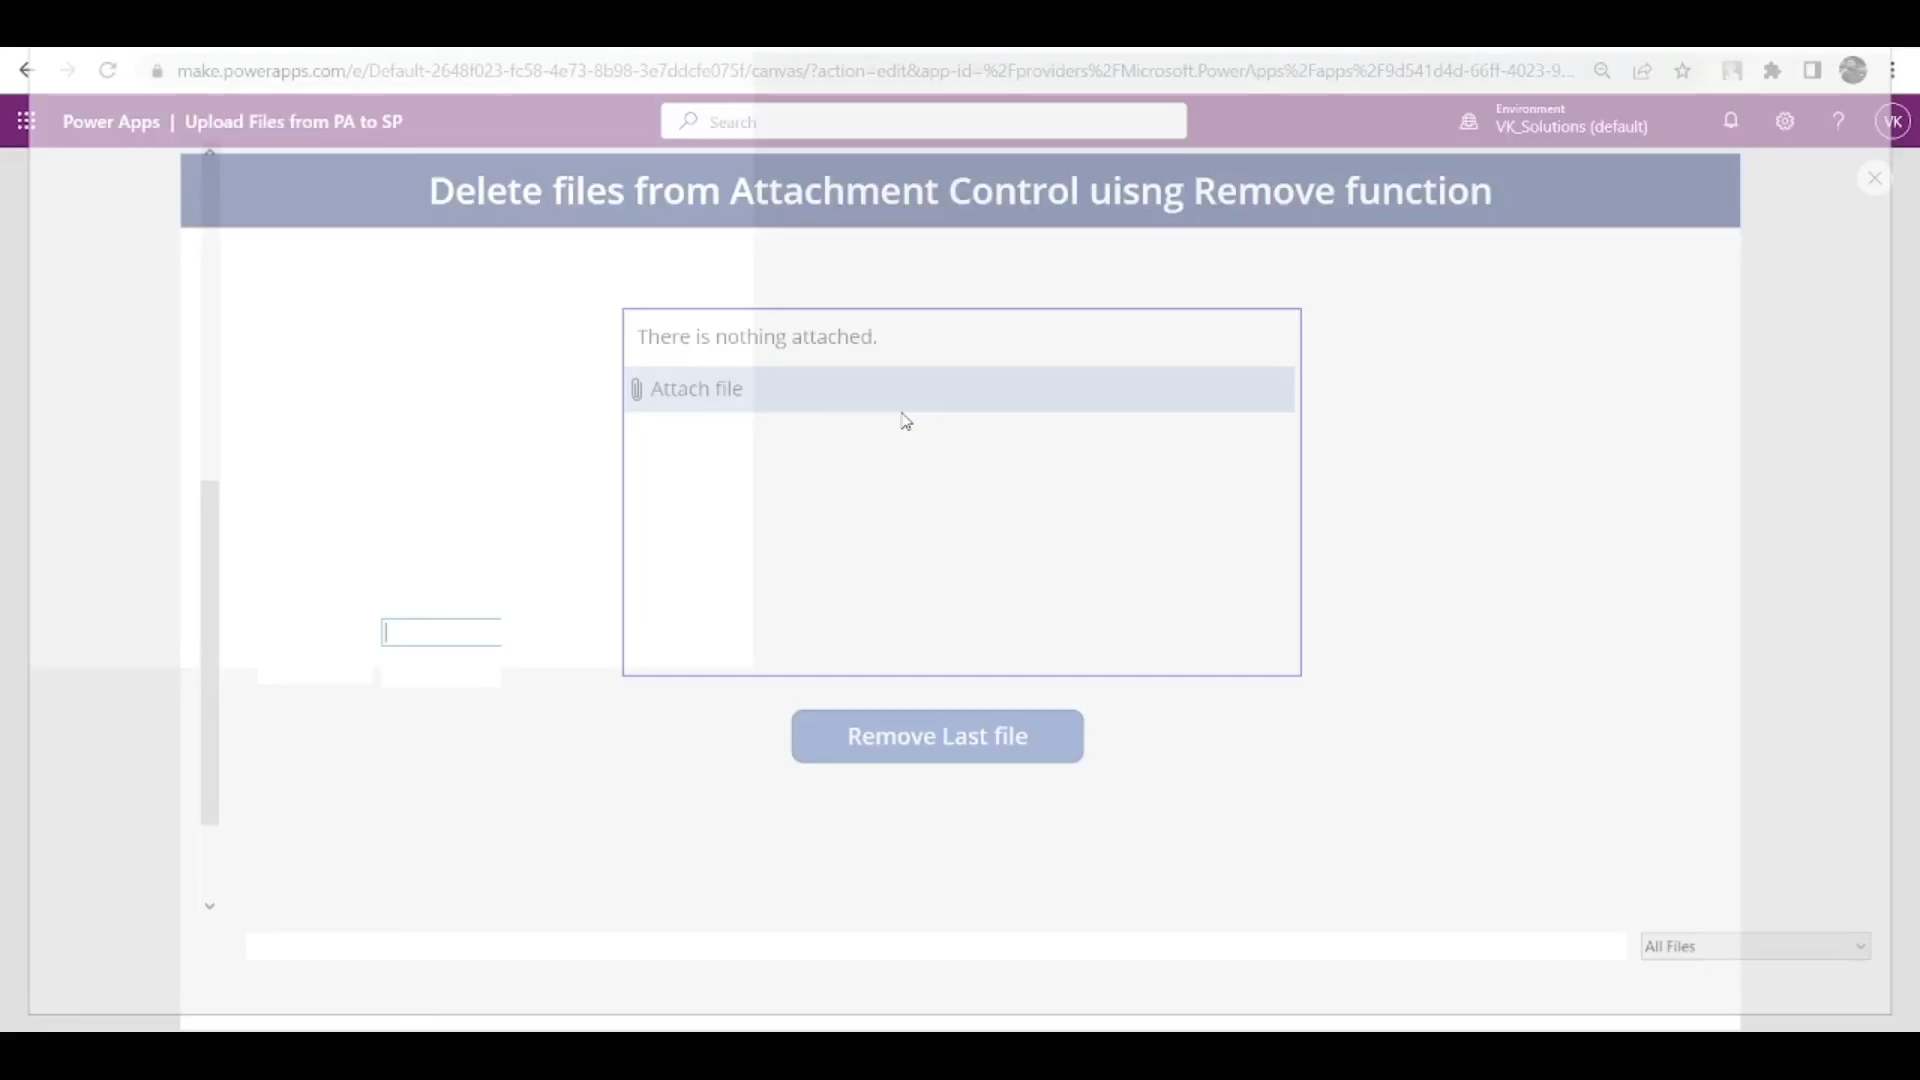 make.powerapps.com/e/Default-2648f023-fc58-4e73-8b98-3e7ddcfe075f/canvas/?action=edit&app-id=%2Fproviders%2FMicrosoft.PowerApps%2Fapps%2F9d541d4d-66ff-4023-9...
Power Apps | Upload Files from PA to SP
Search
Environment
VK_Solutions (default)
VK
Delete files from Attachment Control uisng Remove function
There is nothing attached.
Attach file
Remove Last file
All Files